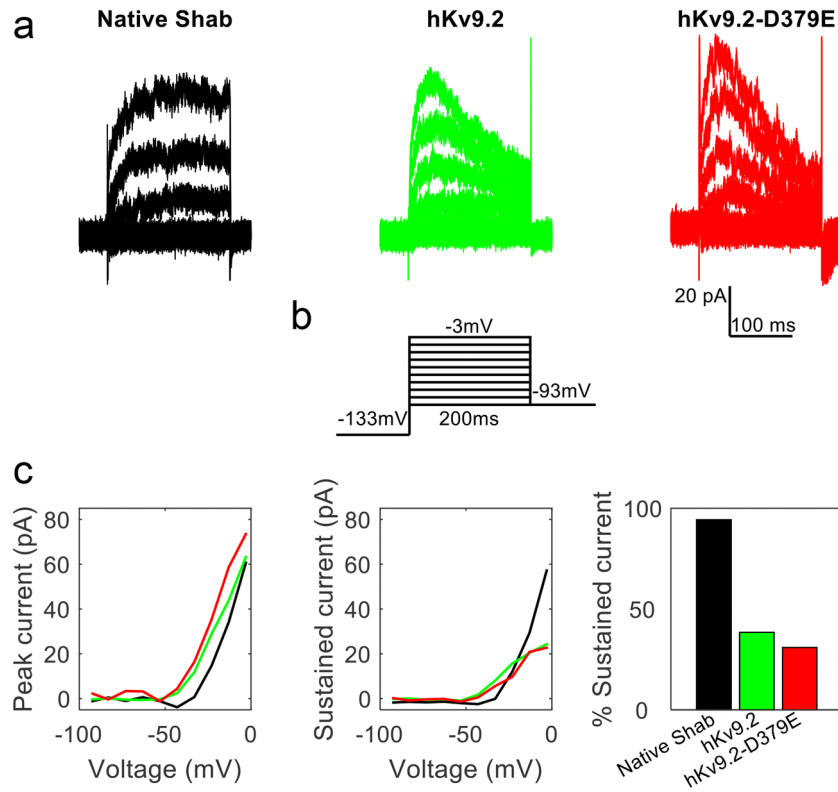 a
Native Shab
hKv9.2
hKv9.2-D379E
20 pA
100 ms
b
-3mV
-93mV
-133mV
200ms
c
Peak current (pA)
80
60
40
20
0
-100
-50
0
Voltage (mV)
Sustained current (pA)
80
60
40
20
0
-100
-50
0
Voltage (mV)
% Sustained current
100
50
0
Native Shab
hKv9.2
hKv9.2-D379E